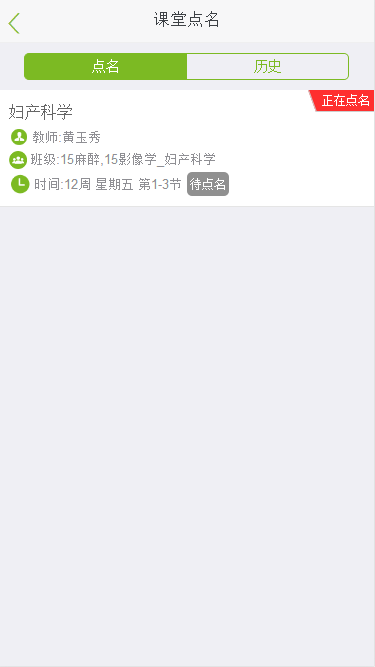 课堂点名
点名
历史
正在点名
妇产科学
教师:黄玉秀
班级:15麻醉,15影像学_妇产科学
时间:12周 星期五 第1-3节 待点名